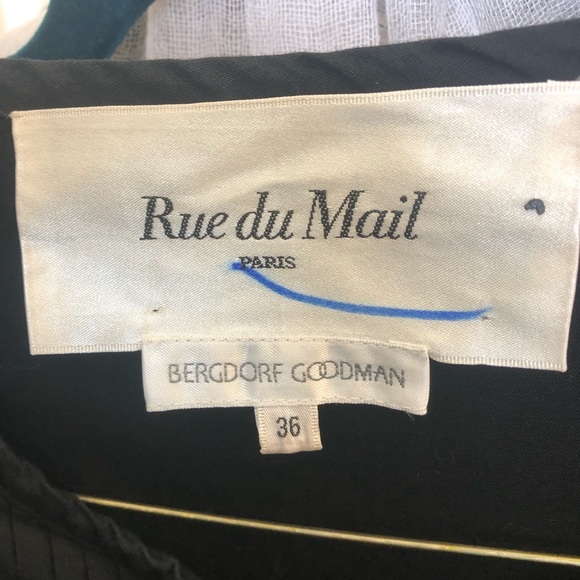 Rue du Mail
PARIS
BERGDORF GOODMAN
36